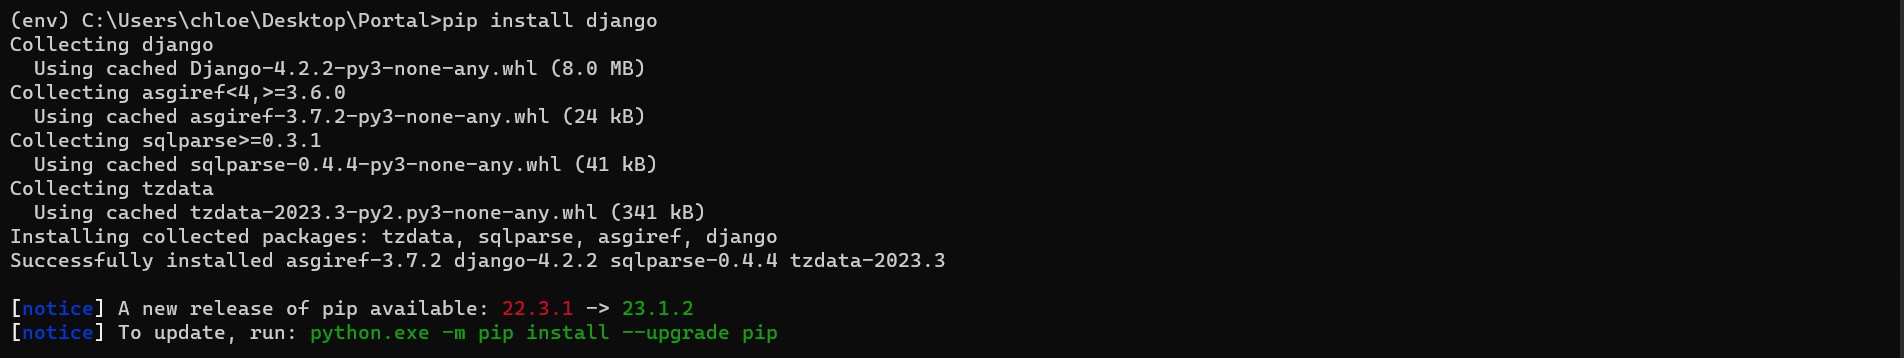 (env) C:\Users\chloe\Desktop\Portal>pip install django
Collecting django
  Using cached Django-4.2.2-py3-none-any.whl (8.0 MB)
Collecting asgiref<4,>=3.6.0
  Using cached asgiref-3.7.2-py3-none-any.whl (24 kB)
Collecting sqlparse>=0.3.1
  Using cached sqlparse-0.4.4-py3-none-any.whl (41 kB)
Collecting tzdata
  Using cached tzdata-2023.3-py2.py3-none-any.whl (341 kB)
Installing collected packages: tzdata, sqlparse, asgiref, django
Successfully installed asgiref-3.7.2 django-4.2.2 sqlparse-0.4.4 tzdata-2023.3
[notice] A new release of pip available: 22.3.1 -> 23.1.2
[notice] To update, run: python.exe -m pip install --upgrade pip